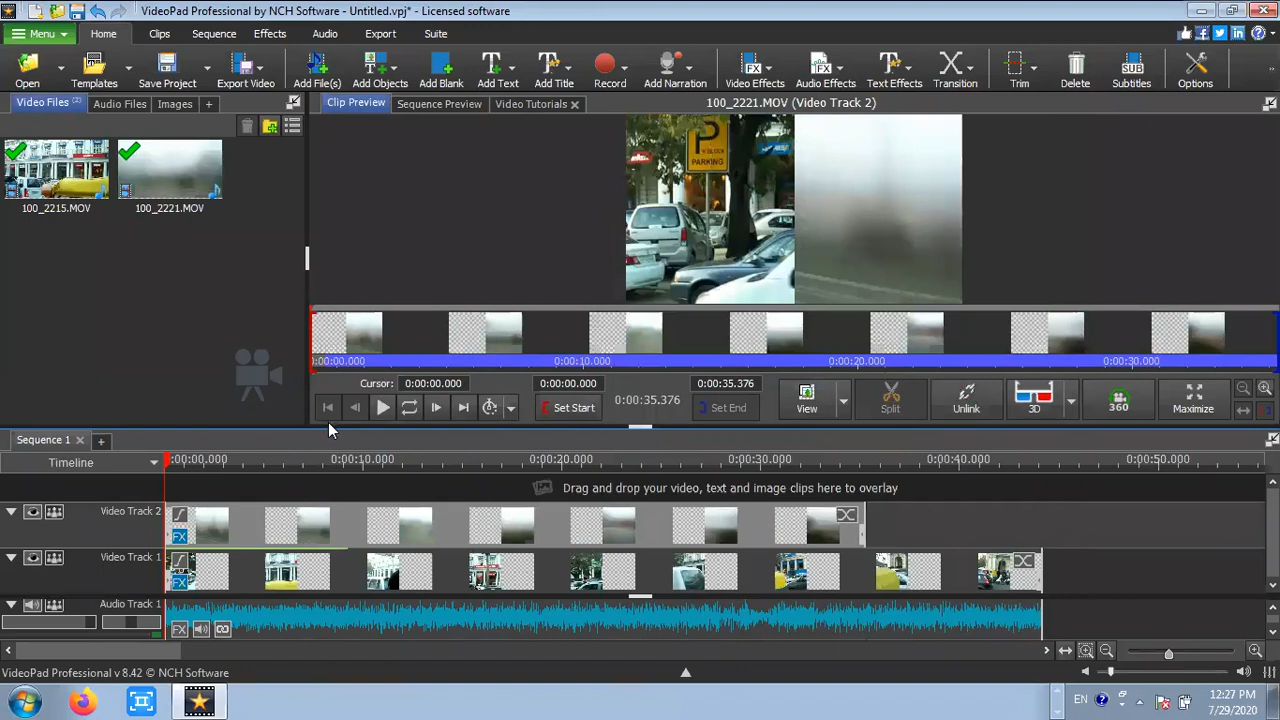 VideoPad Professional by NCH Software - Untitled.vpj* - Licensed software
Menu Home Clips Sequence Effects Audio Export Suite
Open Templates Save Project Export Video Add File(s) Add Objects Add Blank Add Text Add Title Record Add Narration Video Effects Audio Effects Text Effects Transition Trim Delete Subtitles Options
Video Files (2) Audio Files Images + Clip Preview Sequence Preview Video Tutorials 100_2221.MOV (Video Track 2)
P
PARKING
100_2215.MOV 100_2221.MOV
0:00:00.000 0:00:10.000 0:00:20.000 0:00:30.000
Cursor: 0:00:00.000 0:00:00.000 0:00:35.376
Set Start 0:00:35.376 Set End View Split Unlink 3D 360 Maximize
Sequence 1 +
Timeline :00:00.000 0:00:10.000 0:00:20.000 0:00:30.000 0:00:40.000 0:00:50.000
Drag and drop your video, text and image clips here to overlay
Video Track 2
FX
Video Track 1
FX
Audio Track 1
FX
VideoPad Professional v 8.42 © NCH Software
EN 12:27 PM
7/29/2020